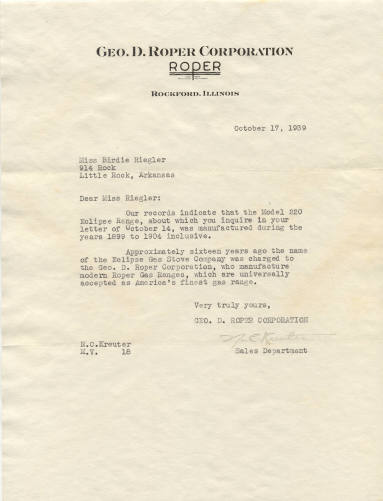 GEO. D. ROPER CORPORATION
ROPER
ROCKFORD, ILLINOIS
October 17, 1939
Miss Birdie Riegler
914 Rock
Little Rock, Arkansas
Dear Miss Riegler:
Our records indicate that the Model 220
Eclipse Range, about which you inquire in your
letter of October 14, was manufactured during the
years 1899 to 1904 inclusive.
Approximately sixteen years ago the name
of the Eclipse Gas Stove Company was changed to
the Geo. D. Roper Corporation, who manufacture
modern Roper Gas Ranges, which are universally
accepted as America's finest gas range.
Very truly yours,
GEO. D. ROPER CORPORATION
N.C.Kreuter
N.C.Kreuter
M.V. 18
Sales Department